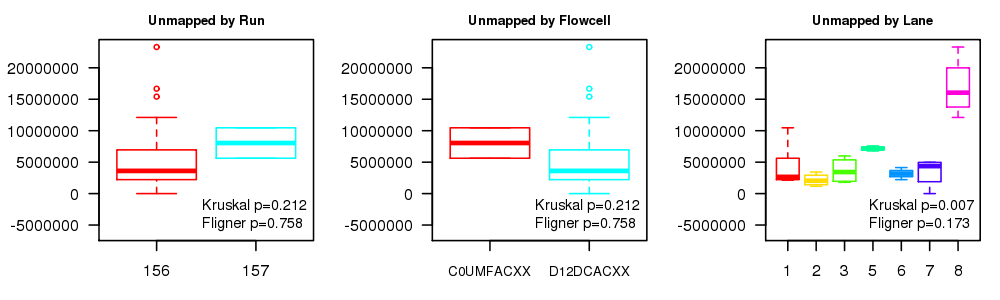 Unmapped by Run
20000000
15000000
10000000
5000000
0
-5000000
Kruskal p=0.212
Fligner p=0.758
156 157
Unmapped by Flowcell
20000000
15000000
10000000
5000000
0
-5000000
Kruskal p=0.212
Fligner p=0.758
C0UMFACXX D12DCACXX
Unmapped by Lane
20000000
15000000
10000000
5000000
0
-5000000
Kruskal p=0.007
Fligner p=0.173
1 2 3 5 6 7 8